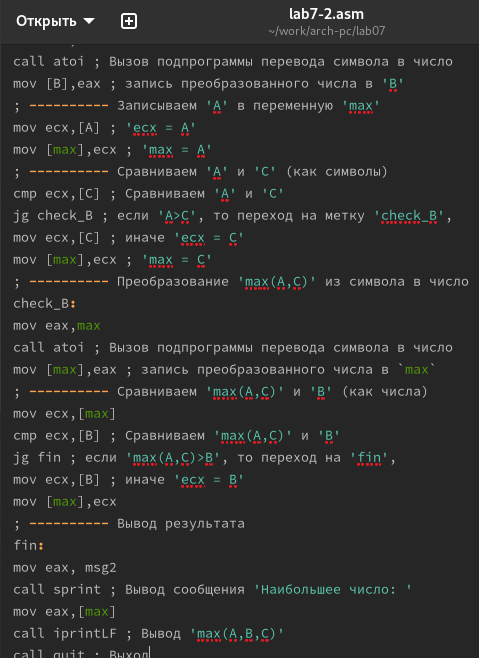 Открыть
lab7-2.asm
~/work/arch-pc/lab07
call atoi ; Вызов подпрограммы перевода символа в число
mov [B],eax ; запись преобразованного числа в 'B'
; ---------- Записываем 'A' в переменную 'max'
mov ecx,[A] ; 'ecx = A'
mov [max],ecx ; 'max = A'
; ---------- Сравниваем 'A' и 'С' (как символы)
cmp ecx,[C] ; Сравниваем 'A' и 'С'
jg check_B ; если 'A>C', то переход на метку 'check_B',
mov ecx,[C] ; иначе 'ecx = C'
mov [max],ecx ; 'max = C'
; ---------- Преобразование 'max(A,C)' из символа в число
check_B:
mov eax,max
call atoi ; Вызов подпрограммы перевода символа в число
mov [max],eax ; запись преобразованного числа в `max`
; ---------- Сравниваем 'max(A,C)' и 'B' (как числа)
mov ecx,[max]
cmp ecx,[B] ; Сравниваем 'max(A,C)' и 'B'
jg fin ; если 'max(A,C)>B', то переход на 'fin',
mov ecx,[B] ; иначе 'ecx = B'
mov [max],ecx
; ---------- Вывод результата
fin:
mov eax, msg2
call sprint ; Вывод сообщения 'Наибольшее число: '
mov eax,[max]
call iprintLF ; Вывод 'max(A,B,C)'
call quit ; Выход